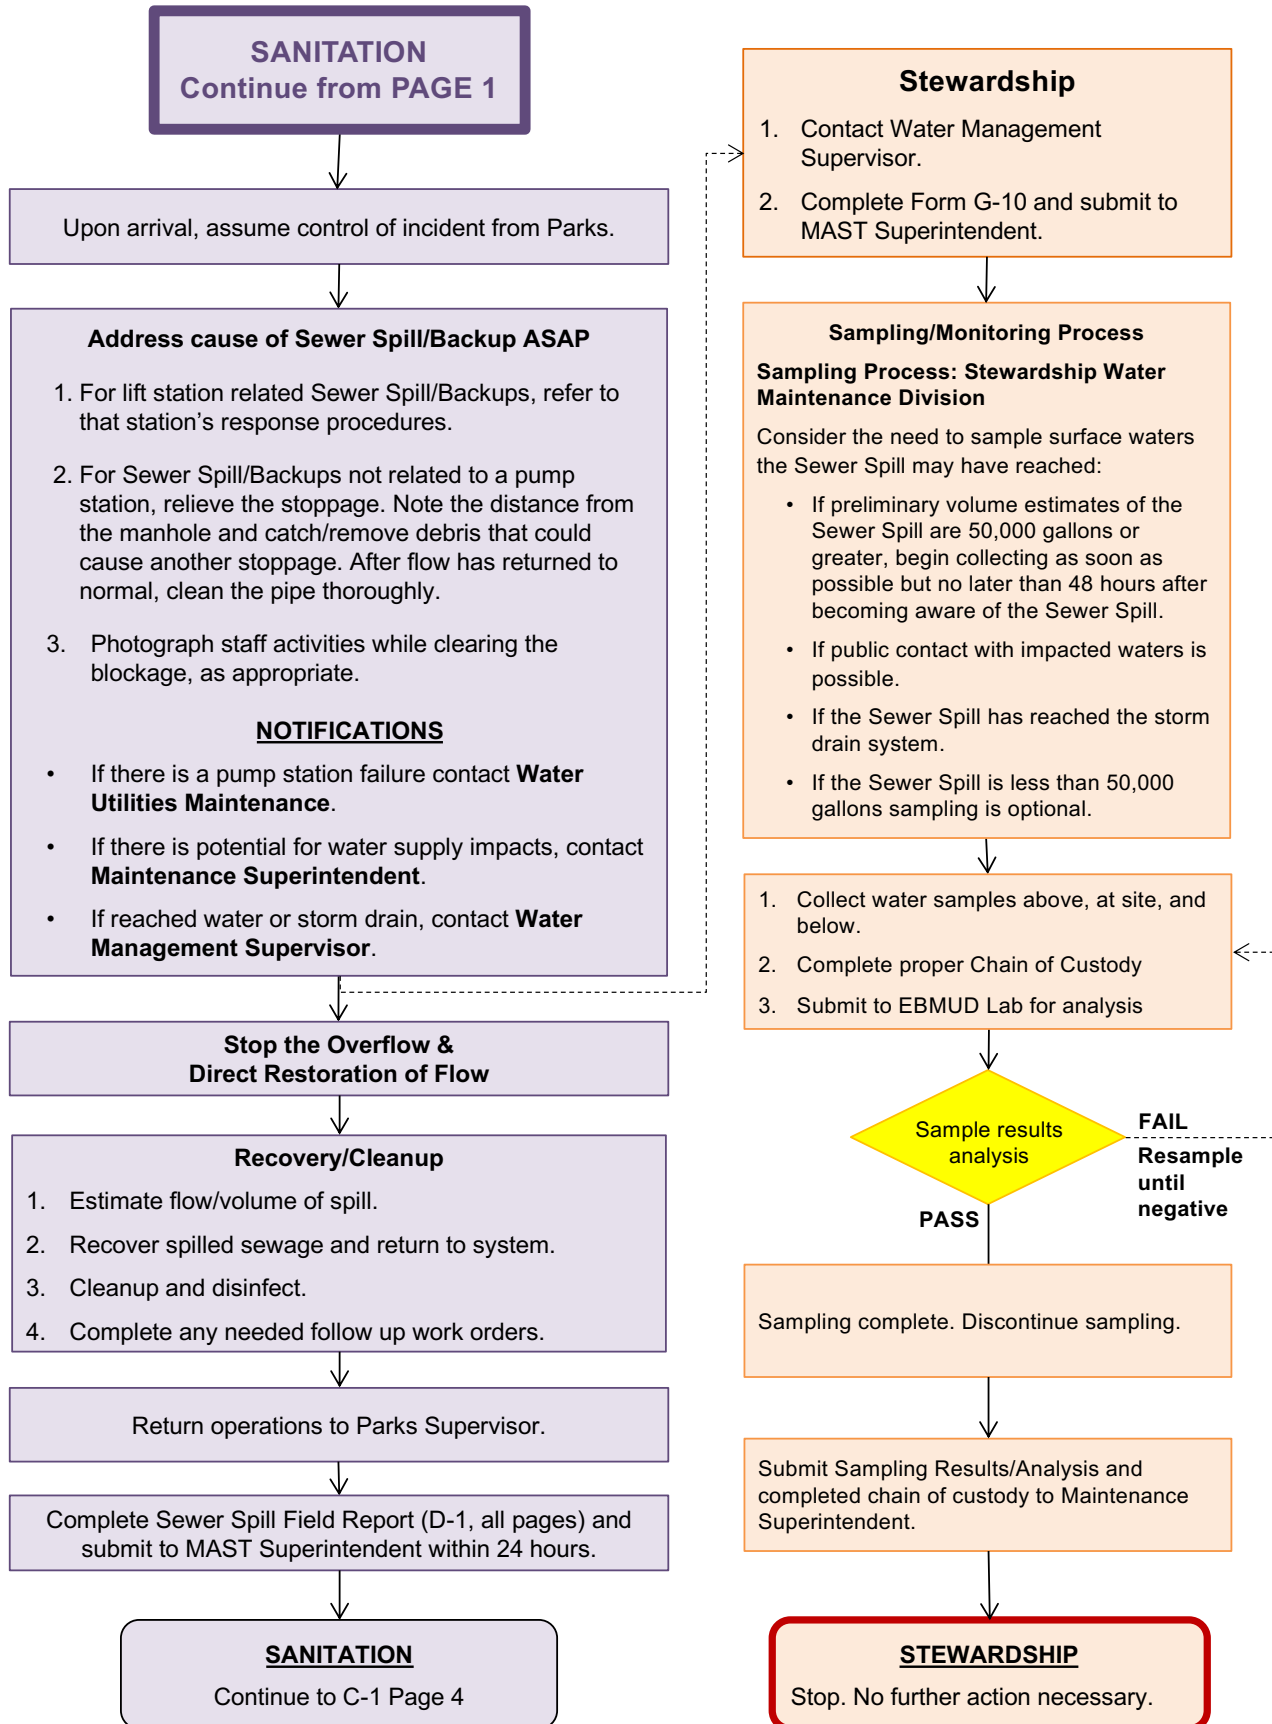 SANITATION
Continue from PAGE 1
Upon arrival, assume control of incident from Parks.
Address cause of Sewer Spill/Backup ASAP
1. For lift station related Sewer Spill/Backups, refer to
that station's response procedures.
2. For Sewer Spill/Backups not related to a pump
station, relieve the stoppage. Note the distance from
the manhole and catch/remove debris that could
cause another stoppage. After flow has returned to
normal, clean the pipe thoroughly.
3. Photograph staff activities while clearing the
blockage, as appropriate.
NOTIFICATIONS
• If there is a pump station failure contact Water
Utilities Maintenance.
• If there is potential for water supply impacts, contact
Maintenance Superintendent.
• If reached water or storm drain, contact Water
Management Supervisor.
Stop the Overflow &
Direct Restoration of Flow
Recovery/Cleanup
1. Estimate flow/volume of spill.
2. Recover spilled sewage and return to system.
3. Cleanup and disinfect.
4. Complete any needed follow up work orders.
Return operations to Parks Supervisor.
Complete Sewer Spill Field Report (D-1, all pages) and
submit to MAST Superintendent within 24 hours.
SANITATION
Continue to C-1 Page 4
Stewardship
1. Contact Water Management
Supervisor.
2. Complete Form G-10 and submit to
MAST Superintendent.
Sampling/Monitoring Process
Sampling Process: Stewardship Water
Maintenance Division
Consider the need to sample surface waters
the Sewer Spill may have reached:
• If preliminary volume estimates of the
Sewer Spill are 50,000 gallons or
greater, begin collecting as soon as
possible but no later than 48 hours after
becoming aware of the Sewer Spill.
• If public contact with impacted waters is
possible.
• If the Sewer Spill has reached the storm
drain system.
• If the Sewer Spill is less than 50,000
gallons sampling is optional.
1. Collect water samples above, at site, and
below.
2. Complete proper Chain of Custody
3. Submit to EBMUD Lab for analysis
Sample results
analysis
FAIL
Resample
until
negative
PASS
Sampling complete. Discontinue sampling.
Submit Sampling Results/Analysis and
completed chain of custody to Maintenance
Superintendent.
STEWARDSHIP
Stop. No further action necessary.